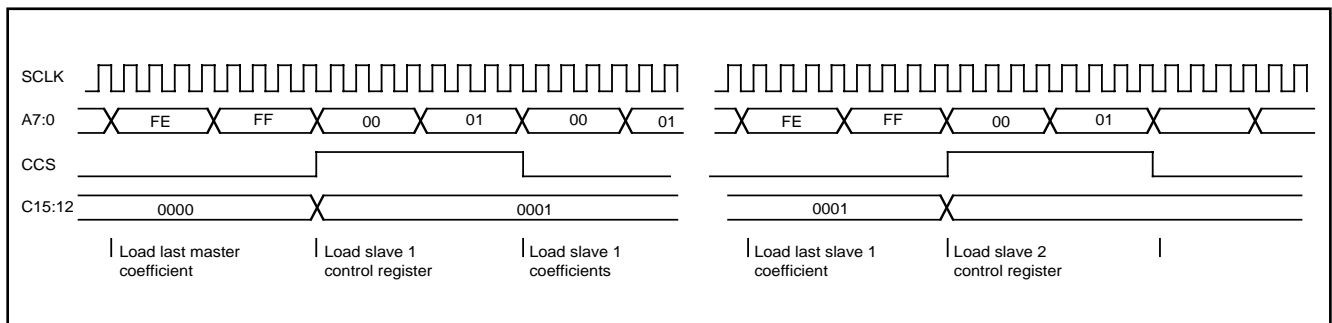 SCLK
A7:0 FE FF 00 01 00 01 FE FF 00 01
CCS
C15:12 0000 0001 0001
Load last master
coefficient
Load slave 1
control register
Load slave 1
coefficients
Load last slave 1
coefficient
Load slave 2
control register